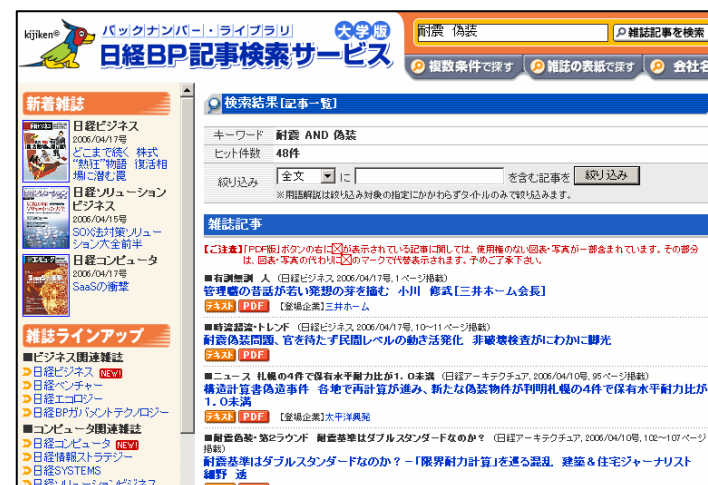 kijiken®
バックナンバー・ライブラリ 大学版
日経BP記事検索サービス
耐震 偽装
雑誌記事を検索
複数条件で探す
雑誌の表紙で探す
会社名
新着雑誌
日経ビジネス
2006/04/17号
どこまで続く 株式
“熱狂”物語 復活相
場に潜む罠
日経ソリューション
ビジネス
2006/04/15号
SOX法対策ソリュー
ション大全前半
日経コンピュータ
2006/04/17号
SaaSの衝撃
雑誌ラインアップ
■ビジネス関連雑誌
日経ビジネス NEW!
日経ベンチャー
日経エコロジー
日経BPガバメントテクノロジー
■コンピュータ関連雑誌
日経コンピュータ NEW!
日経情報ストラテジー
日経SYSTEMS
日経ソリューションビジネス
検索結果[記事一覧]
キーワード 耐震 AND 偽装
ヒット件数 48件
絞り込み 全文 に を含む記事を 絞り込み
※用語解説は絞り込み対象の指定にかかわらずタイトルのみで絞り込みます。
雑誌記事
【ご注意】「PDF版」ボタンの右に が表示されている記事に関しては、使用権のない図表・写真が一部含まれています。その部分
は、図表・写真の代わりに のマークで代替表示されます。予めご了承下さい。
■有訓無訓 人 （日経ビジネス 2006/04/17号,1ページ掲載）
管理職の昔話が若い発想の芽を摘む 小川 修武[三井ホーム会長]
テキスト PDF 【登場企業】三井ホーム
■時流超流・トレンド （日経ビジネス 2006/04/17号,10～11ページ掲載）
耐震偽装問題、官を待たず民間レベルの動き活発化 非破壊検査がにわかに脚光
テキスト PDF
■ニュース 札幌の4件で保有水平耐力比が1．0未満 （日経アーキテクチュア, 2006/04/10号, 95ページ掲載）
構造計算書偽造事件 各地で再計算が進み、新たな偽装物件が判明札幌の4件で保有水平耐力比が
1．0未満
テキスト PDF 【登場企業】太平洋興発
■耐震偽装・第2ラウンド 耐震基準はダブルスタンダードなのか？ （日経アーキテクチュア, 2006/04/10号, 102～107ページ
掲載）
耐震基準はダブルスタンダードなのか？－「限界耐力計算」を巡る混乱 建築＆住宅ジャーナリスト
細野 透